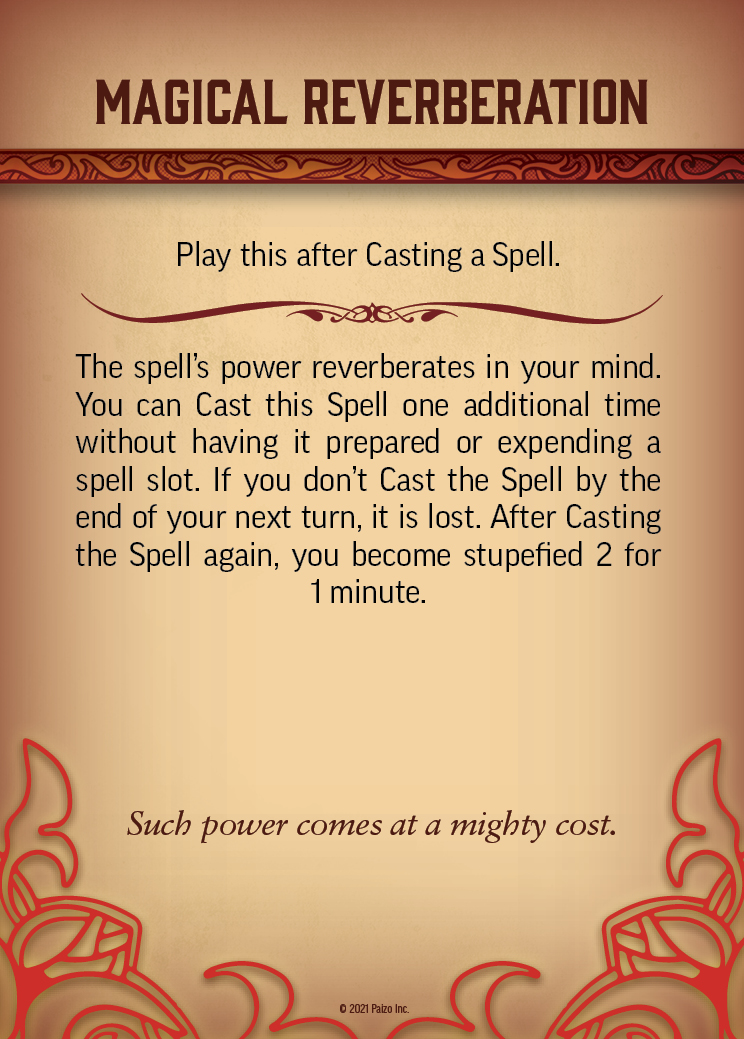 MAGICAL REVERBERATION
Play this after Casting a Spell.
The spell’s power reverberates in your mind.
You can Cast this Spell one additional time
without having it prepared or expending a
spell slot. If you don’t Cast the Spell by the
end of your next turn, it is lost. After Casting
the Spell again, you become stupefied 2 for
1 minute.
Such power comes at a mighty cost.
© 2021 Paizo Inc.